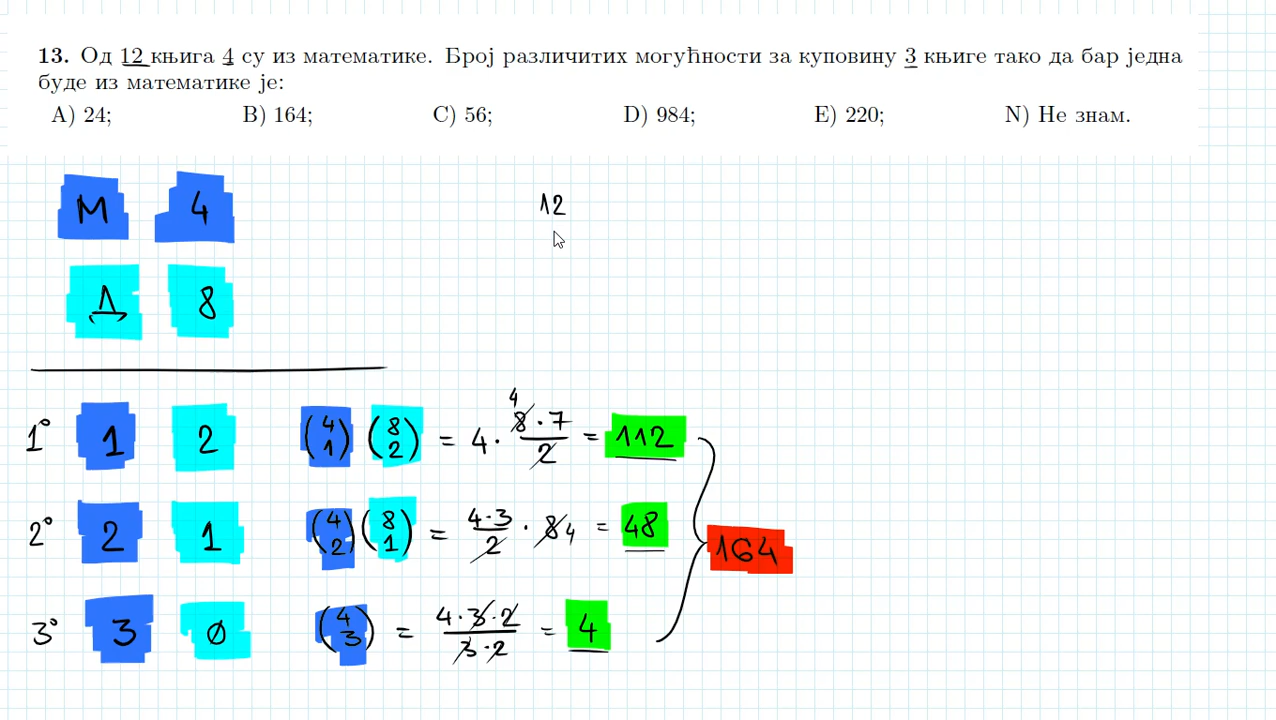 13. Од 12 књига 4 су из математике. Број различитих могућности за куповину 3 књиге тако да бар једна
буде из математике је:
A) 24; B) 164; C) 56; D) 984; E) 220; N) Не знам.
М 4
12
Д 8
1° 1 2 (4 1) (8 2) = 4 · 8 4 · 7 / 2 = 112
2° 2 1 (4 2) (8 1) = 4 · 3 / 2 · 8 4 = 48
164
3° 3 0 (4 3) = 4 · 3 · 2 / 3 · 2 = 4